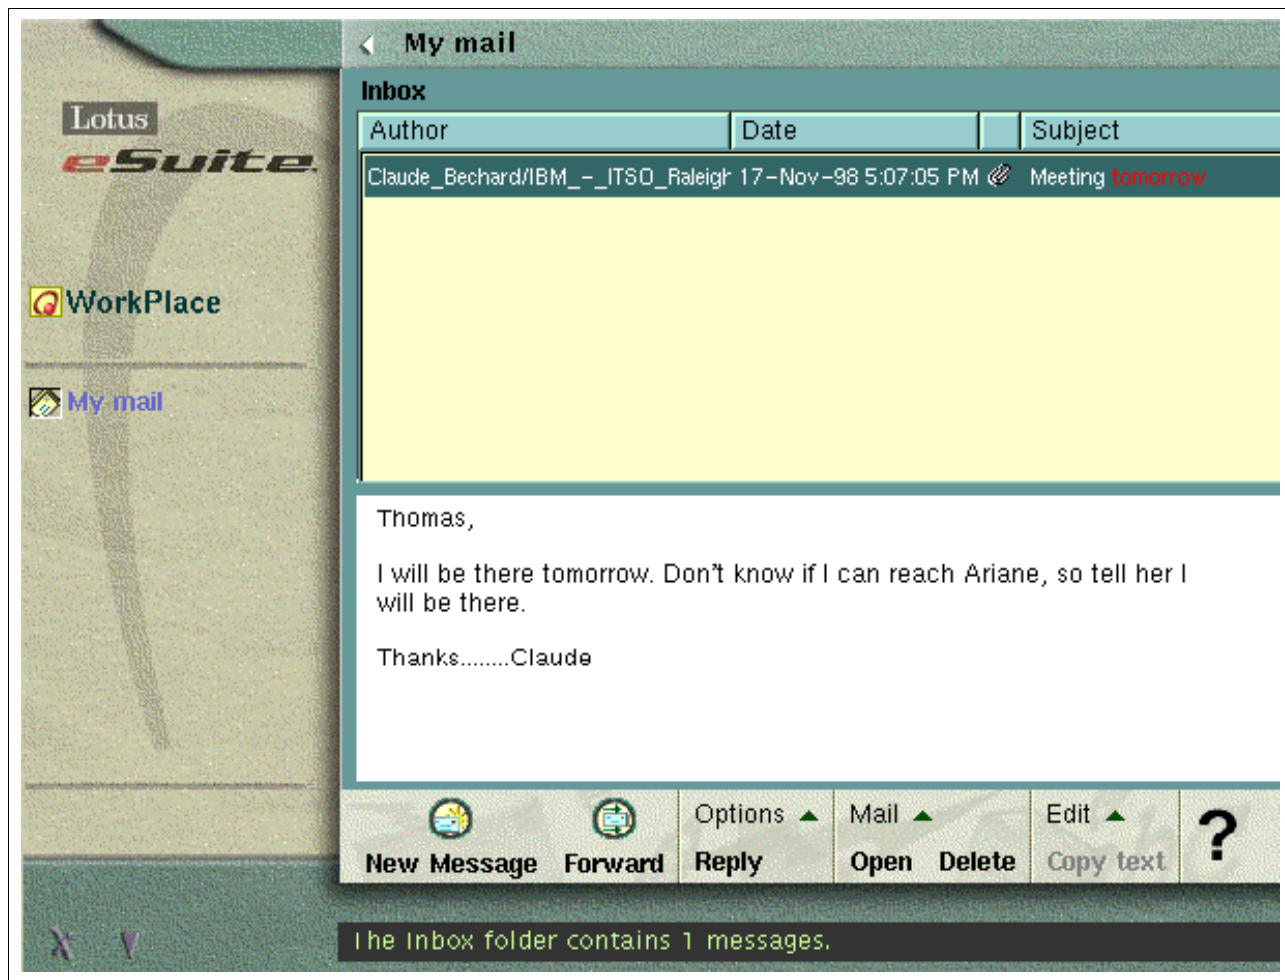 My mail
Lotus
eSuite.
Inbox
Author Date Subject
Claude_Bechard/IBM_-_ITSO_Raleigh 17-Nov-98 5:07:05 PM Meeting tomorrow
WorkPlace
My mail
Thomas,
I will be there tomorrow. Don't know if I can reach Ariane, so tell her I
will be there.
Thanks........Claude
Options Mail Edit ?
New Message Forward Reply Open Delete Copy text
The Inbox folder contains 1 messages.